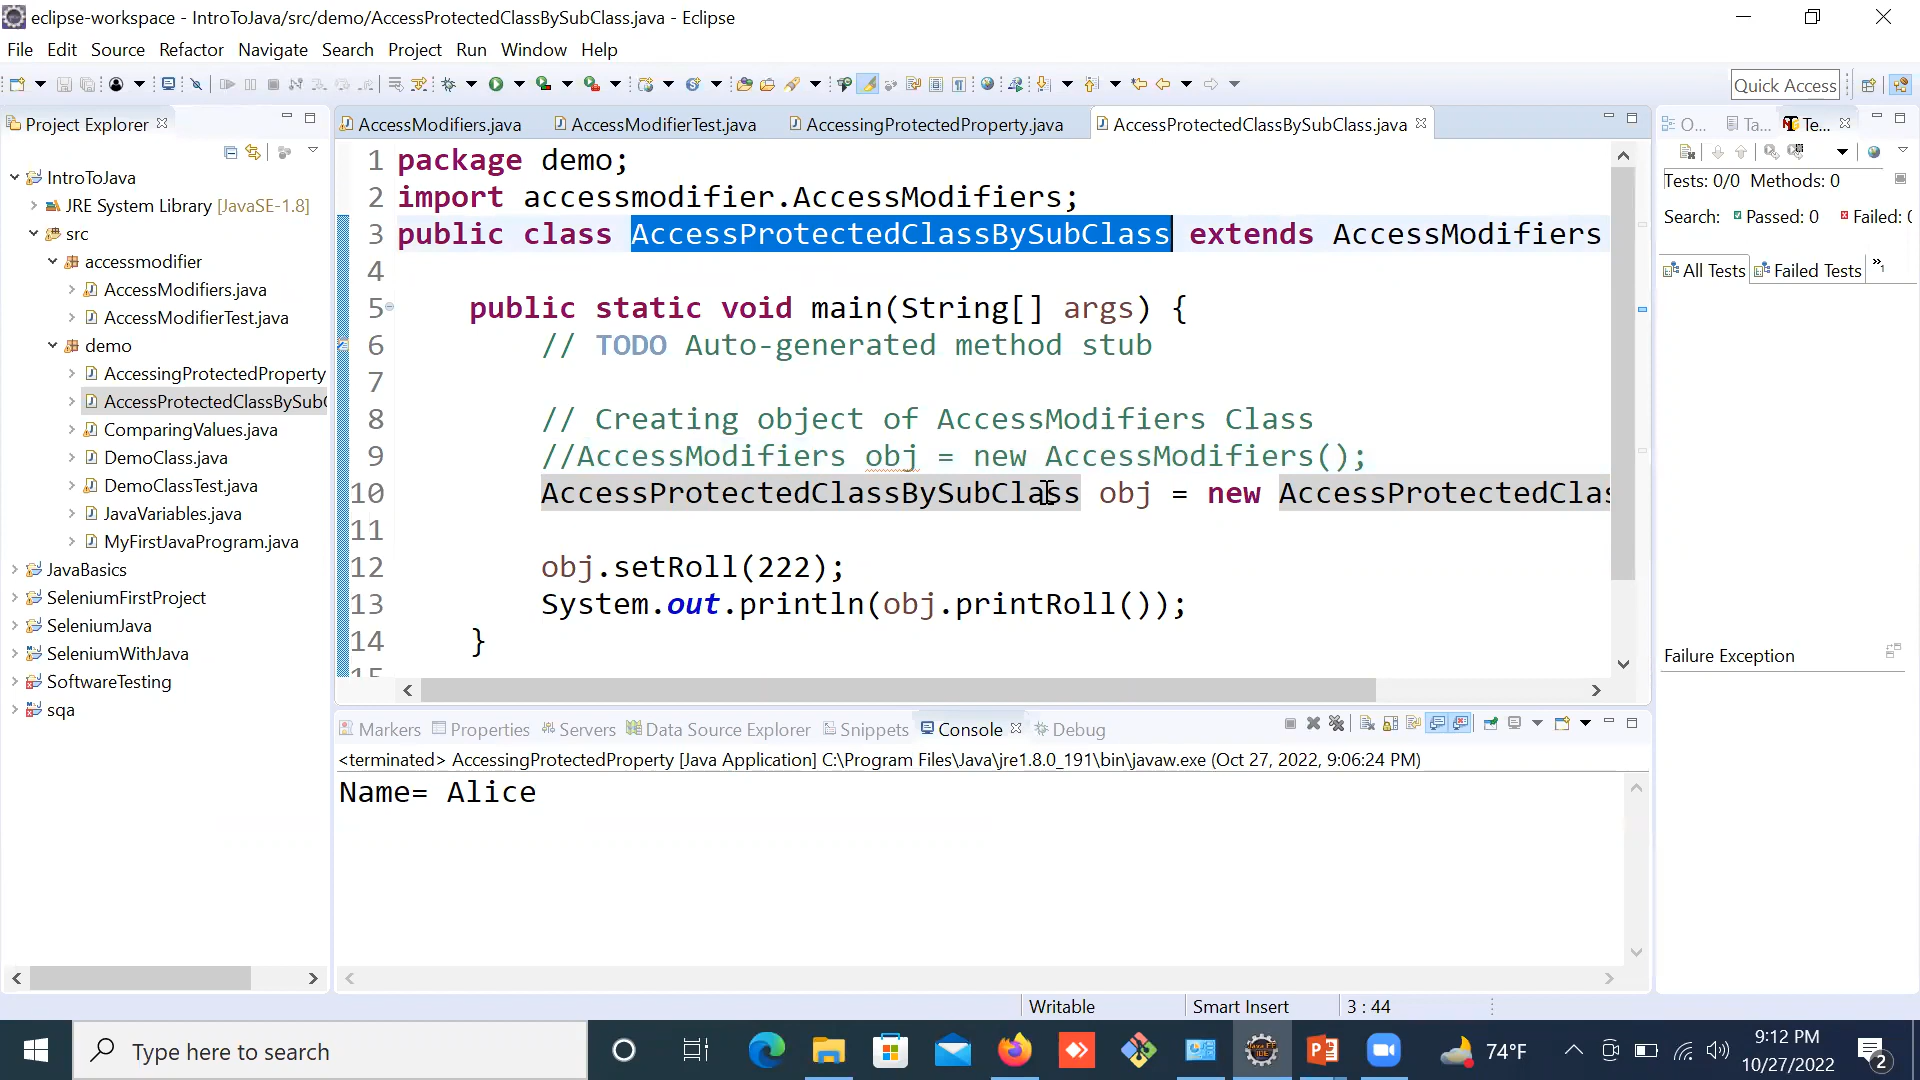 eclipse-workspace - IntroToJava/src/demo/AccessProtectedClassBySubClass.java - Eclipse
File Edit Source Refactor Navigate Search Project Run Window Help
Quick Access
Project Explorer
AccessModifiers.java AccessModifierTest.java AccessingProtectedProperty.java AccessProtectedClassBySubClass.java
O... Ta... Te...
IntroToJava
JRE System Library [JavaSE-1.8]
src
accessmodifier
AccessModifiers.java
AccessModifierTest.java
demo
AccessingProtectedProperty
AccessProtectedClassBySub
ComparingValues.java
DemoClass.java
DemoClassTest.java
JavaVariables.java
MyFirstJavaProgram.java
JavaBasics
SeleniumFirstProject
SeleniumJava
SeleniumWithJava
SoftwareTesting
sqa
1 package demo;
2 import accessmodifier.AccessModifiers;
3 public class AccessProtectedClassBySubClass extends AccessModifiers
4
5 public static void main(String[] args) {
6 // TODO Auto-generated method stub
7
8 // Creating object of AccessModifiers Class
9 //AccessModifiers obj = new AccessModifiers();
10 AccessProtectedClassBySubClass obj = new AccessProtectedClas
11
12 obj.setRoll(222);
13 System.out.println(obj.printRoll());
14 }
15
Tests: 0/0 Methods: 0
Search: Passed: 0 Failed: 0
All Tests Failed Tests
Failure Exception
Markers Properties Servers Data Source Explorer Snippets Console Debug
<terminated> AccessingProtectedProperty [Java Application] C:\Program Files\Java\jre1.8.0_191\bin\javaw.exe (Oct 27, 2022, 9:06:24 PM)
Name= Alice
Writable Smart Insert 3 : 44
Type here to search
74°F
9:12 PM
10/27/2022
2